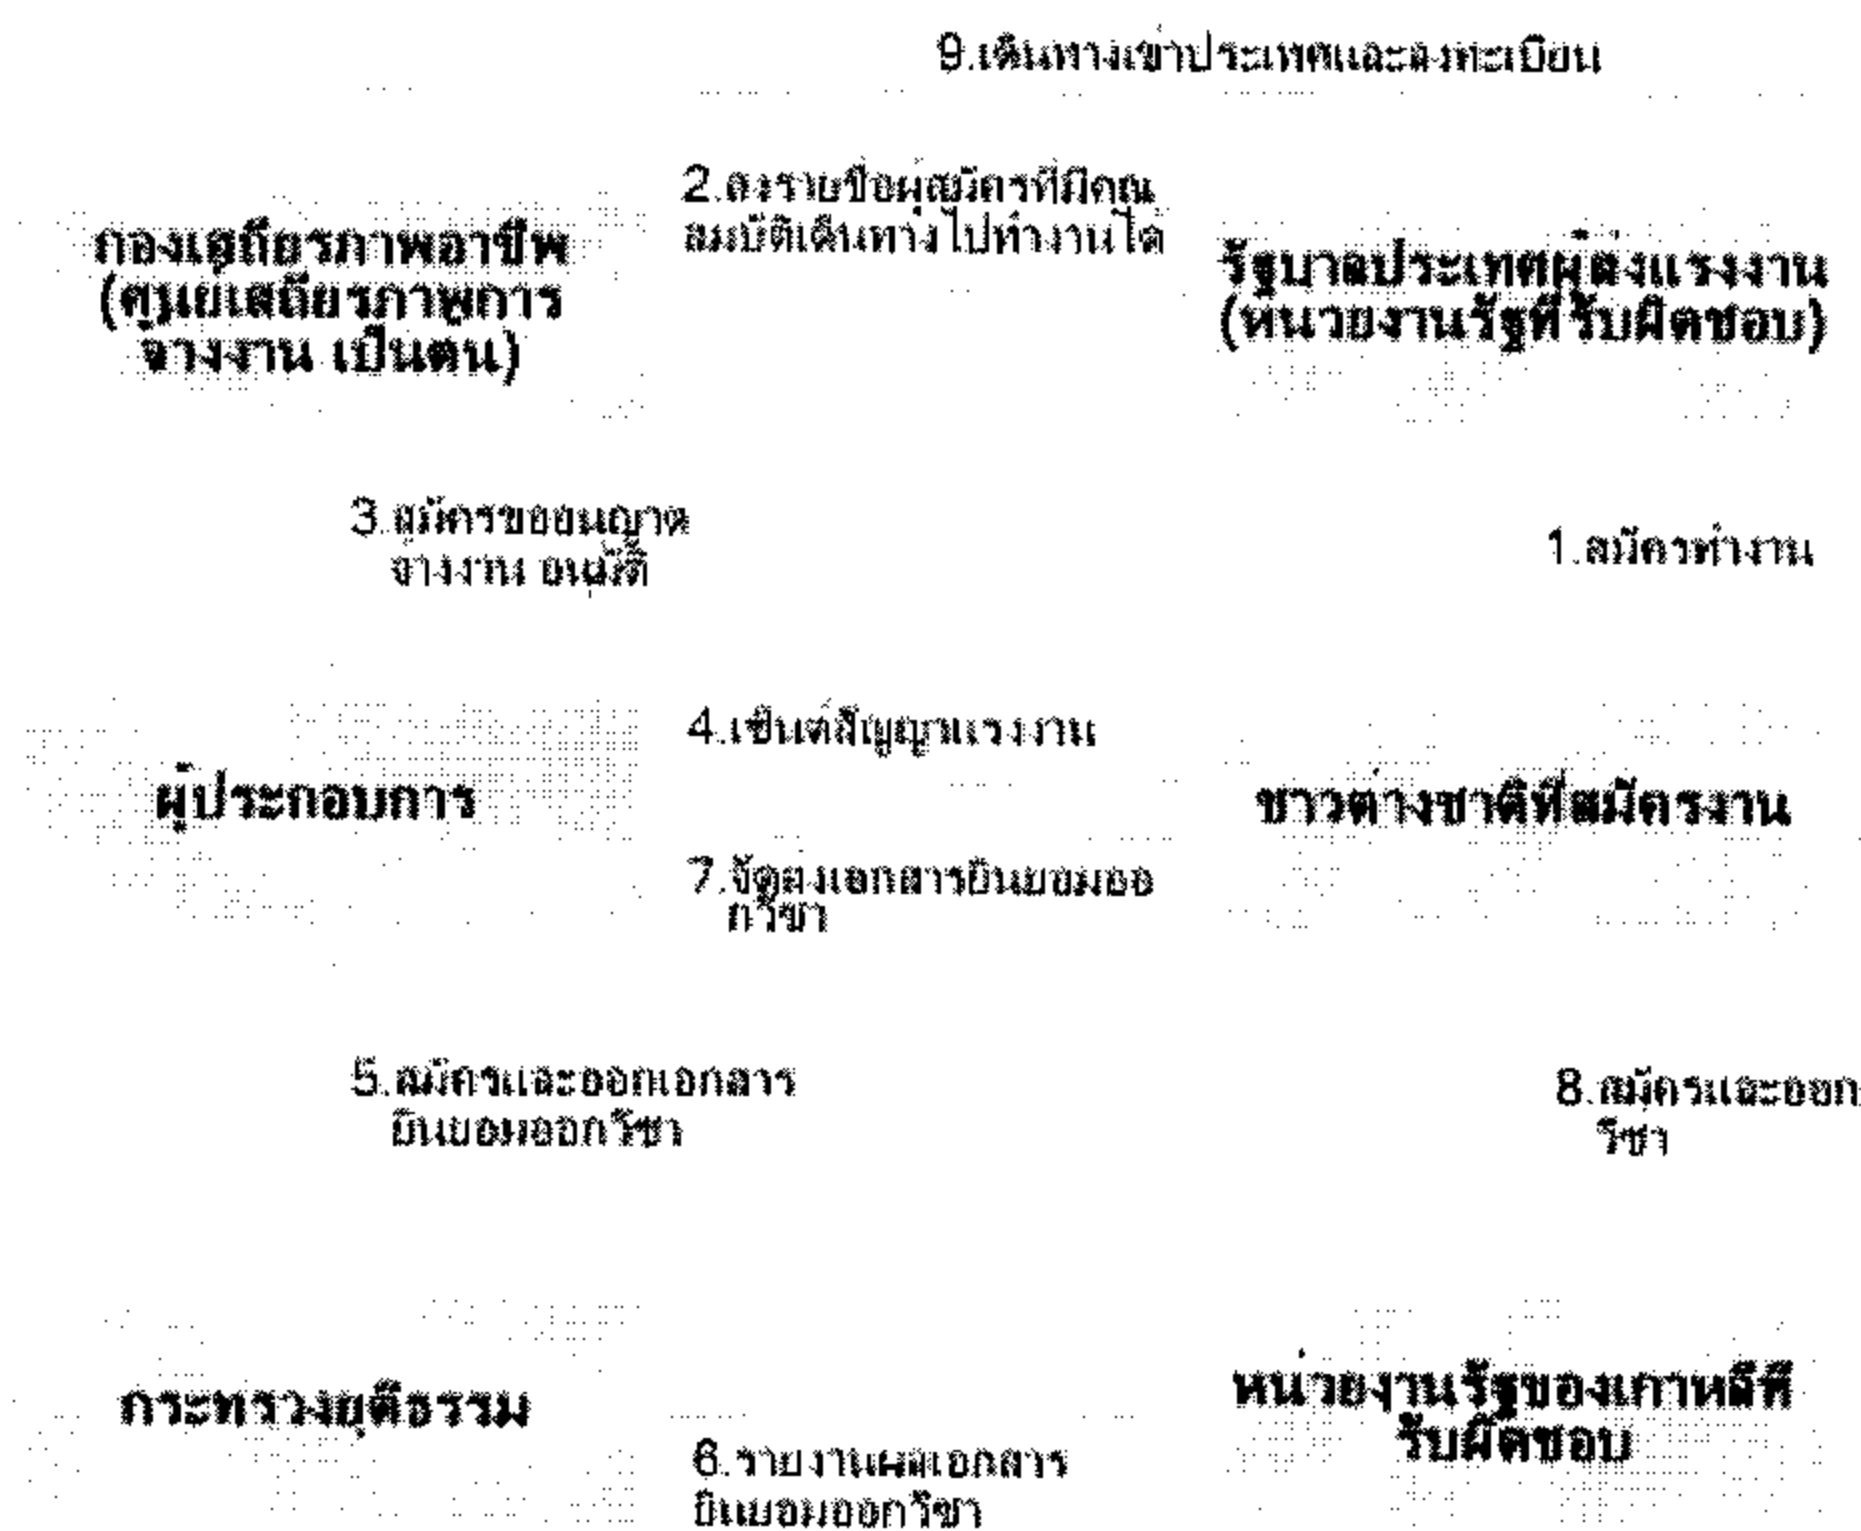 9.เดินทางเข้าประเทศและลงทะเบียน
2.ส่งรายชื่อผู้สมัครที่มีคุณ
สมบัติเดินทางไปทำงานได้
กองเสถียรภาพอาชีพ
(ศูนย์เสถียรภาพการ
จ้างงาน เป็นต้น)
รัฐบาลประเทศผู้ส่งแรงงาน
(หน่วยงานรัฐที่รับผิดชอบ)
3.สมัครขออนุญาต
จ้างงาน อนุมัติ
1.สมัครทำงาน
4.เซ็นต์สัญญาแรงงาน
ผู้ประกอบการ
ชาวต่างชาติที่สมัครงาน
7.จัดส่งเอกสารยินยอมออ
กวีซ่า
5.สมัครและออกเอกสาร
ยินยอมออกวีซ่า
8.สมัครและออก
วีซ่า
กระทรวงยุติธรรม
หน่วยงานรัฐของเกาหลีที่
รับผิดชอบ
6.รายงานผลเอกสาร
ยินยอมออกวีซ่า